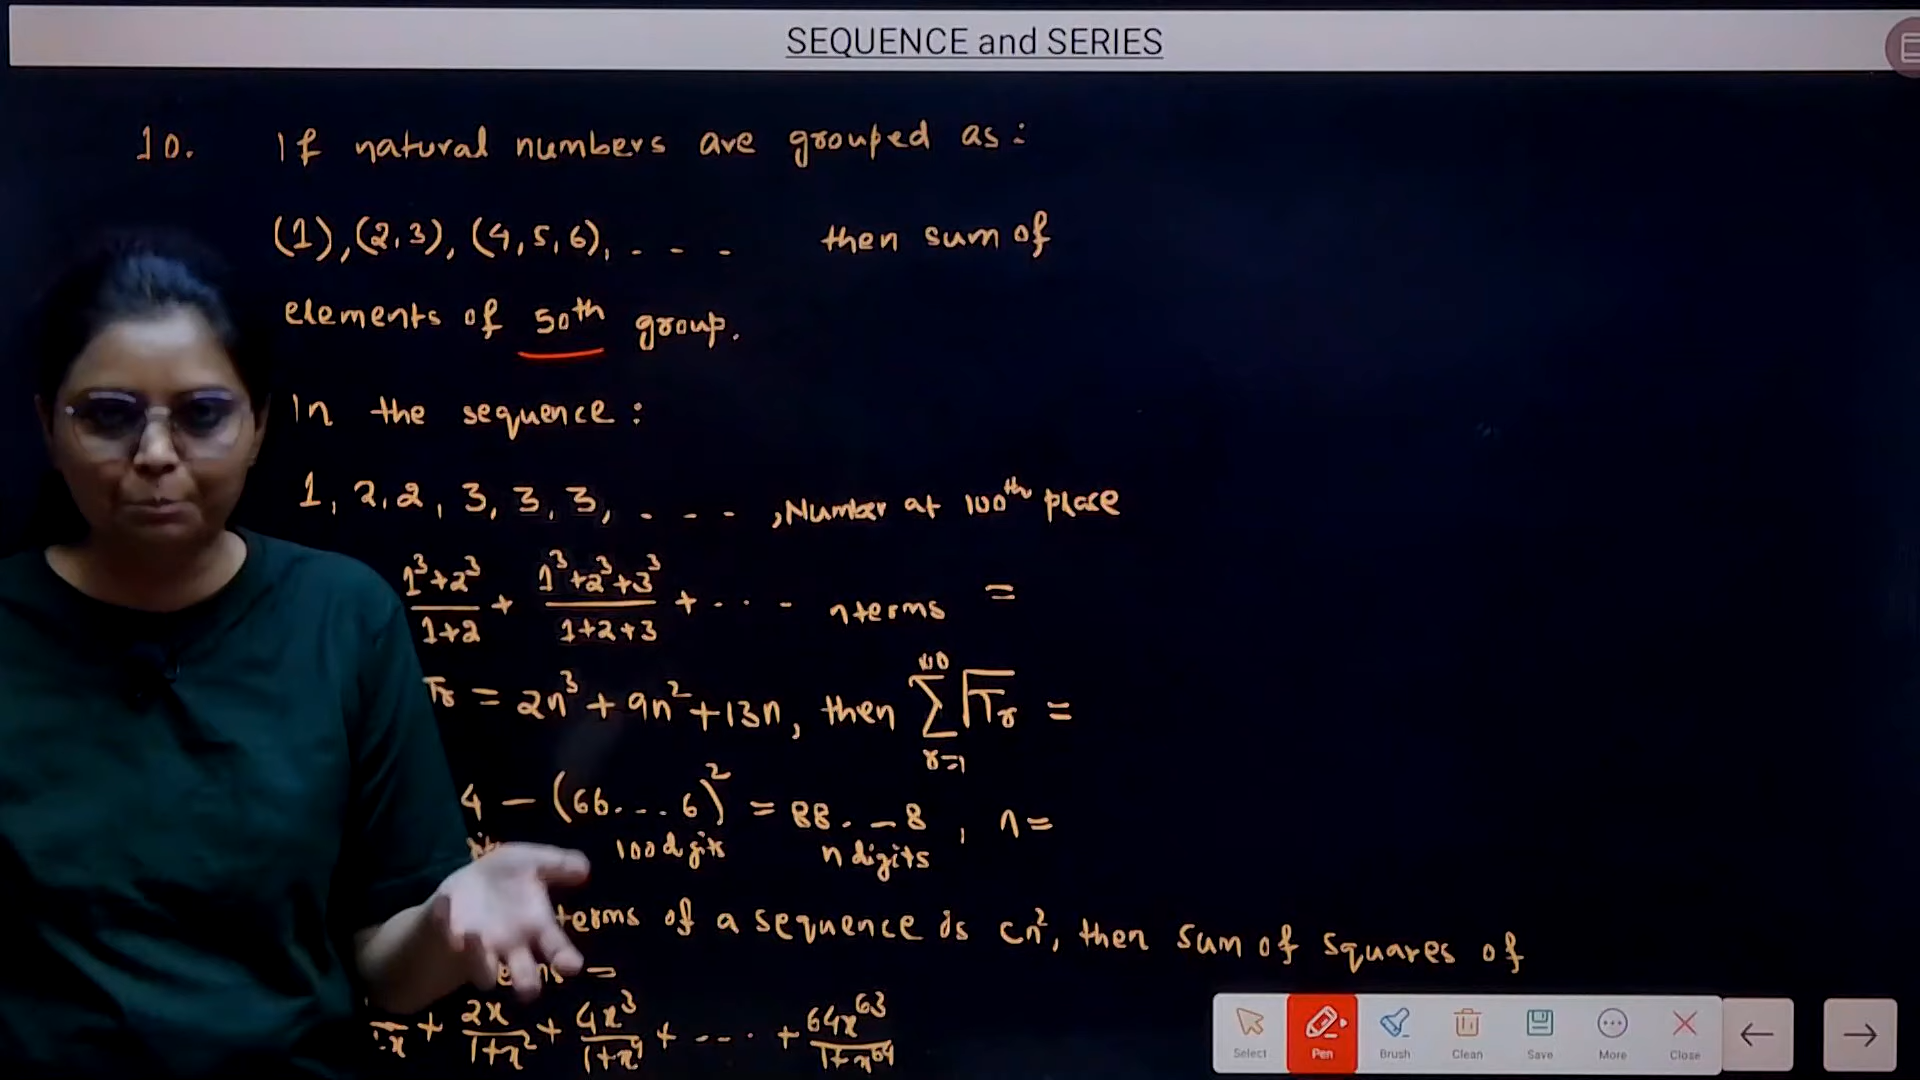 SEQUENCE and SERIES
10. If natural numbers are grouped as:
(1), (2,3), (4,5,6), - - - then sum of
elements of 50th group.
In the sequence:
1, 2, 2, 3, 3, 3, - - - , Number at 100th place
(1³+2³)/(1+2) + (1³+2³+3³)/(1+2+3) + - - - n terms =
= 2n³ + 9n² + 13n, then Σ r=1 √Tr =
4 − (66...6)² = 88. _ 8, n =
100 digits n digits
terms of a sequence is cn², then sum of squares of
=
+ 2x/(1+x²) + 4x³/(1+x⁴) + - - - + 64x⁶³/(1+x⁶⁴)
Select Pen Brush Clean Save More Close